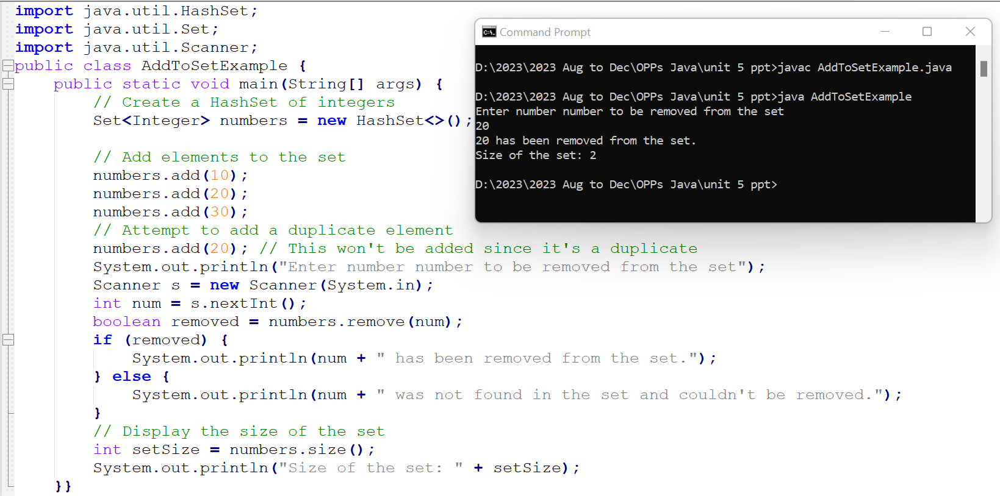 import java.util.HashSet;
import java.util.Set;
import java.util.Scanner;
public class AddToSetExample {
public static void main(String[] args) {
// Create a HashSet of integers
Set<Integer> numbers = new HashSet<>();
// Add elements to the set
numbers.add(10);
numbers.add(20);
numbers.add(30);
// Attempt to add a duplicate element
numbers.add(20); // This won't be added since it's a duplicate
System.out.println("Enter number number to be removed from the set");
Scanner s = new Scanner(System.in);
int num = s.nextInt();
boolean removed = numbers.remove(num);
if (removed) {
System.out.println(num + " has been removed from the set.");
} else {
System.out.println(num + " was not found in the set and couldn't be removed.");
}
// Display the size of the set
int setSize = numbers.size();
System.out.println("Size of the set: " + setSize);
}}
Command Prompt
D:\2023\2023 Aug to Dec\OPPs Java\unit 5 ppt>javac AddToSetExample.java
D:\2023\2023 Aug to Dec\OPPs Java\unit 5 ppt>java AddToSetExample
Enter number number to be removed from the set
20
20 has been removed from the set.
Size of the set: 2
D:\2023\2023 Aug to Dec\OPPs Java\unit 5 ppt>